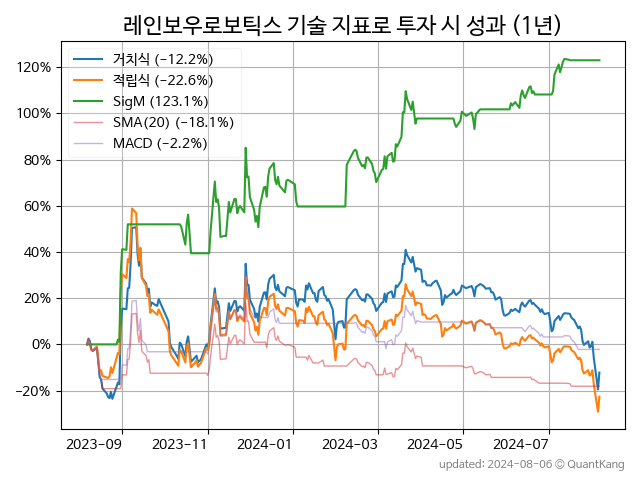 레인보우로보틱스 기술 지표로 투자 시 성과 (1년)
거치식 (−12.2%)
적립식 (−22.6%)
SigM (123.1%)
SMA(20) (−18.1%)
MACD (−2.2%)
120%
100%
80%
60%
40%
20%
0%
−20%
2023-09 2023-11 2024-01 2024-03 2024-05 2024-07
updated: 2024-08-06 © QuantKang